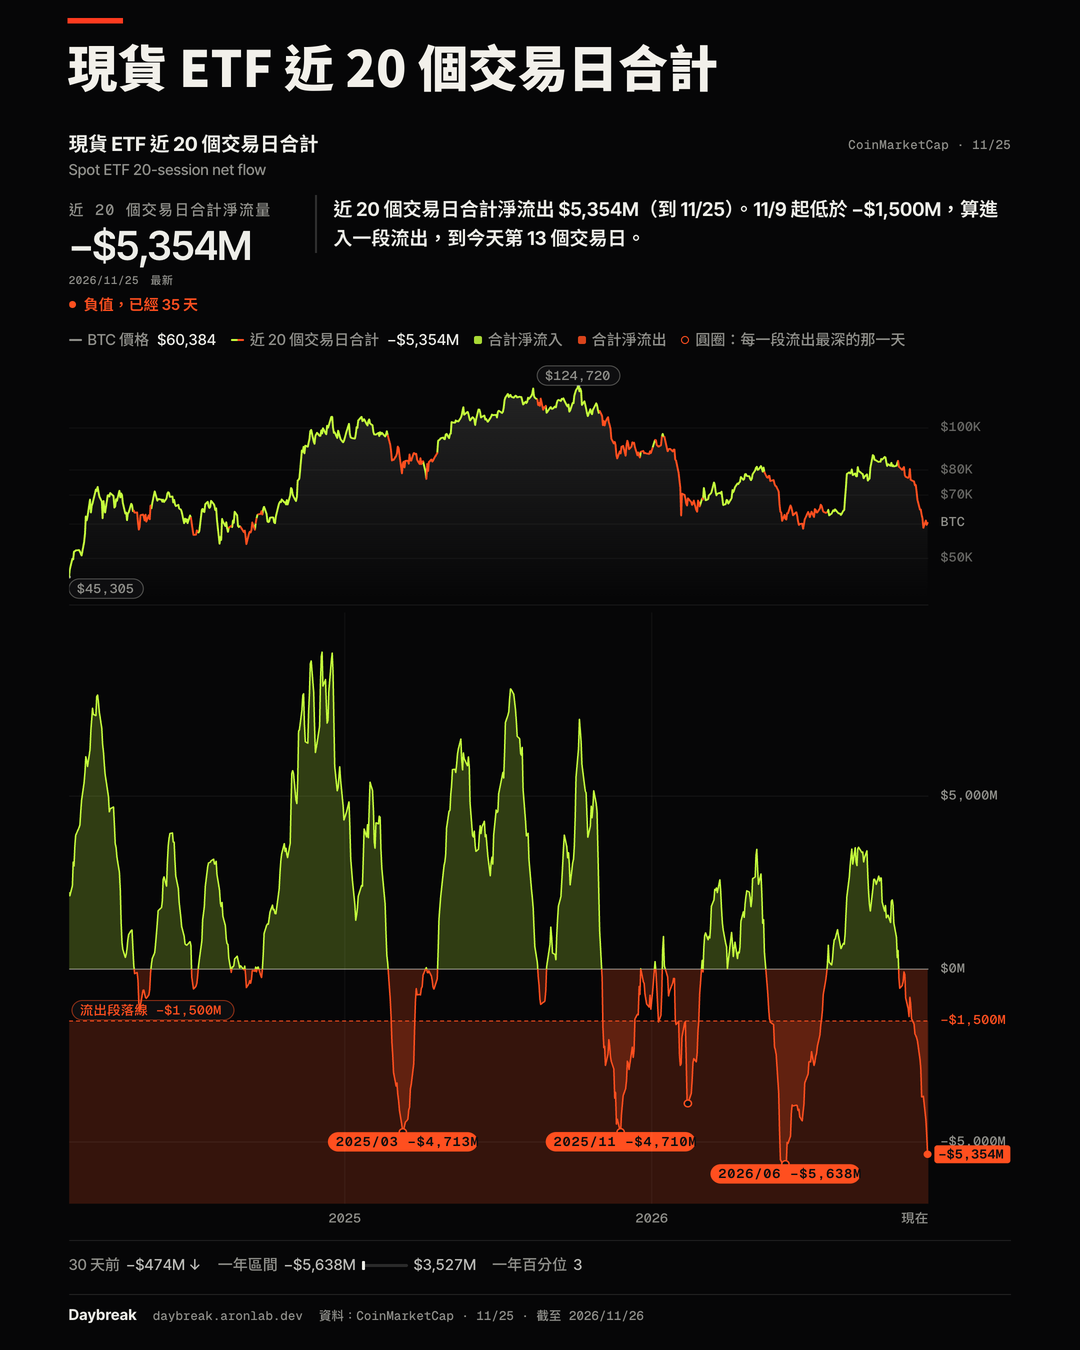 現貨 ETF 近 20 個交易日合計
現貨 ETF 近 20 個交易日合計
CoinMarketCap · 11/25
Spot ETF 20-session net flow
近 20 個交易日合計淨流量
−$5,354M
2026/11/25 最新
負值，已經 35 天
近 20 個交易日合計淨流出 $5,354M（到 11/25）。11/9 起低於 −$1,500M，算進
入一段流出，到今天第 13 個交易日。
BTC 價格 $60,384 近 20 個交易日合計 −$5,354M 合計淨流入 合計淨流出 圓圈：每一段流出最深的那一天
$124,720
$100K
$80K
$70K
BTC
$50K
$45,305
$5,000M
$0M
流出段落線 −$1,500M
−$1,500M
2025/03 −$4,713M
2025/11 −$4,710M
−$5,000M
−$5,354M
2026/06 −$5,638M
2025
2026
現在
30 天前 −$474M ↓ 一年區間 −$5,638M $3,527M 一年百分位 3
Daybreak daybreak.aronlab.dev 資料：CoinMarketCap · 11/25 · 截至 2026/11/26